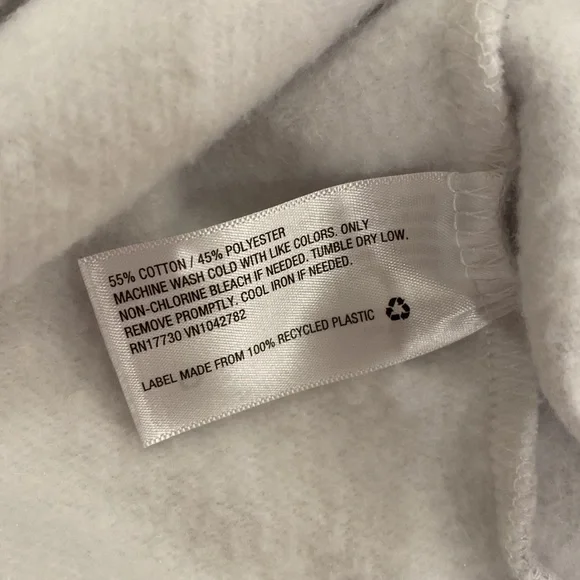 55% COTTON / 45% POLYESTER
MACHINE WASH COLD WITH LIKE COLORS. ONLY
NON-CHLORINE BLEACH IF NEEDED. TUMBLE DRY LOW.
REMOVE PROMPTLY. COOL IRON IF NEEDED.
RN17730 VN1042782
LABEL MADE FROM 100% RECYCLED PLASTIC